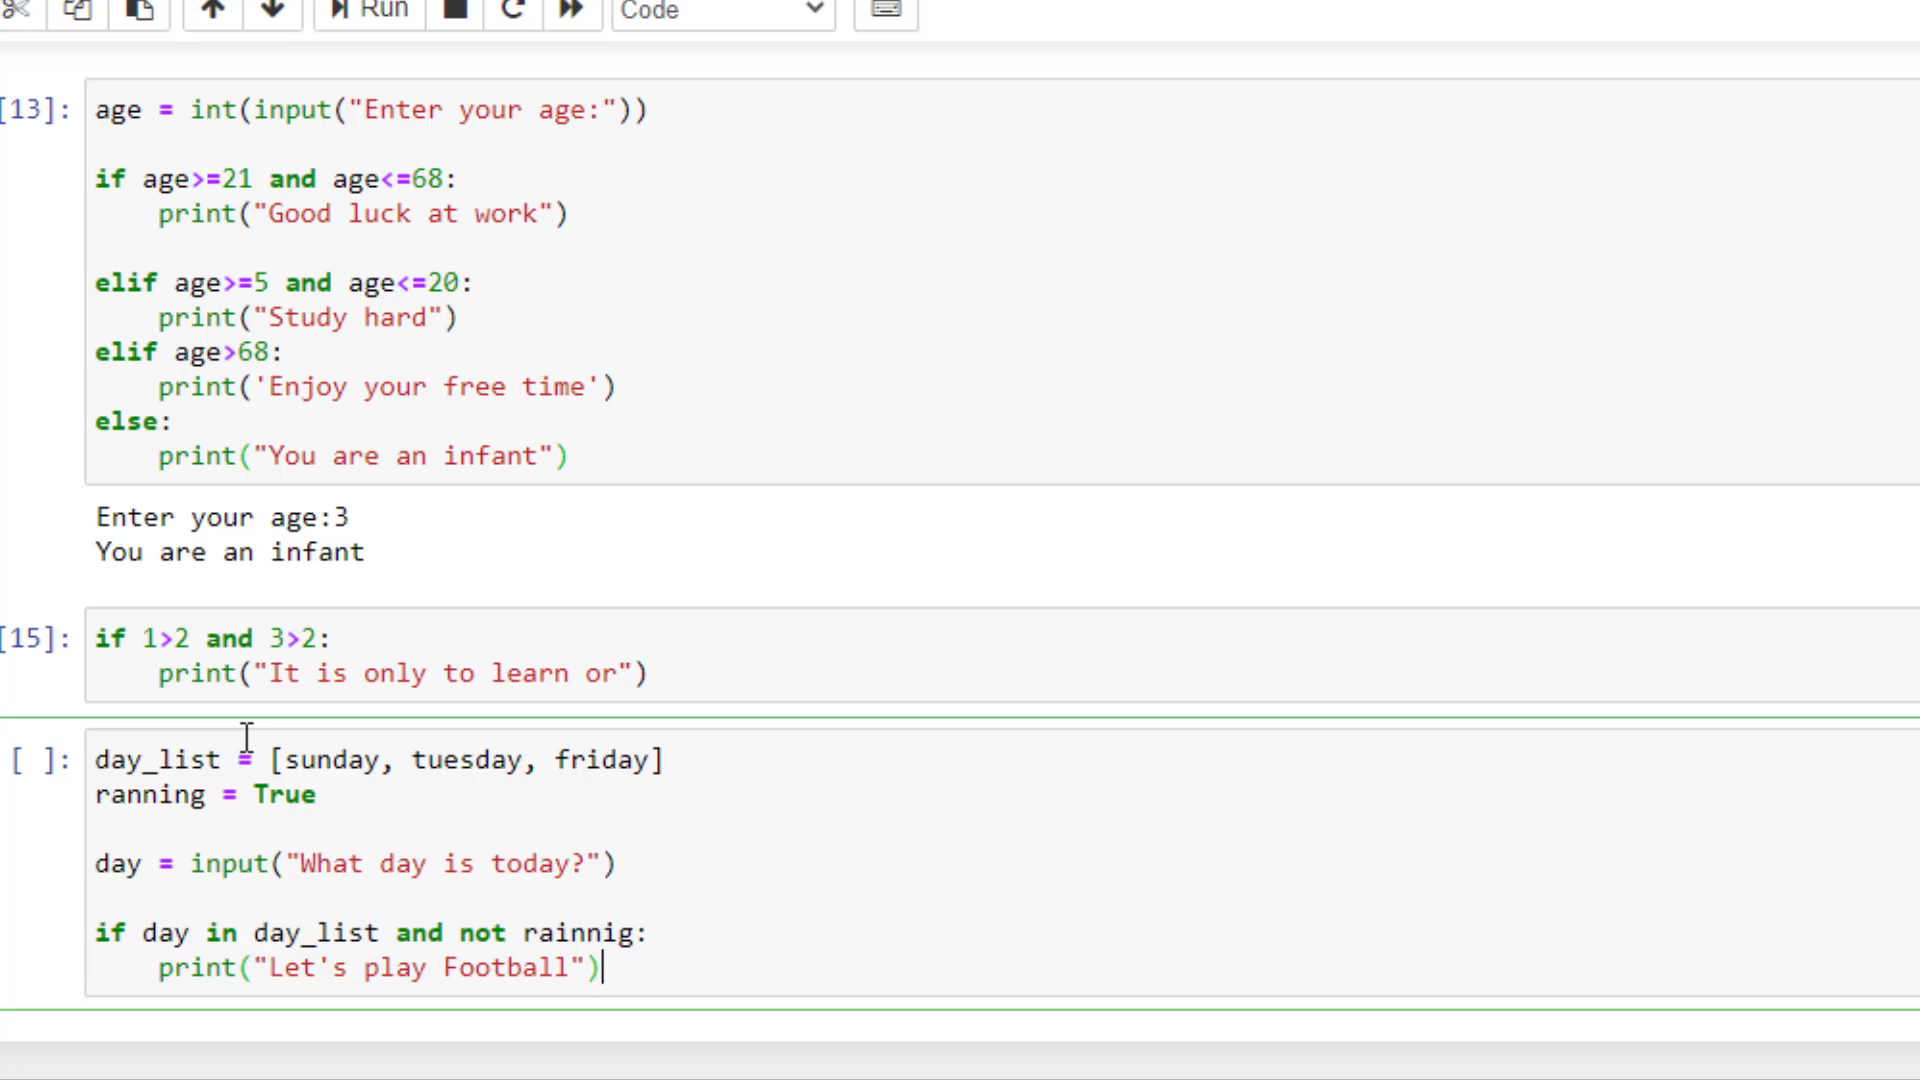 Run
Code
[13]:
age = int(input("Enter your age:"))
if age>=21 and age<=68:
    print("Good luck at work")
elif age>=5 and age<=20:
    print("Study hard")
elif age>68:
    print('Enjoy your free time')
else:
    print("You are an infant")
Enter your age:3
You are an infant
[15]:
if 1>2 and 3>2:
    print("It is only to learn or")
[ ]:
day_list = [sunday, tuesday, friday]
ranning = True
day = input("What day is today?")
if day in day_list and not rainnig:
    print("Let's play Football")